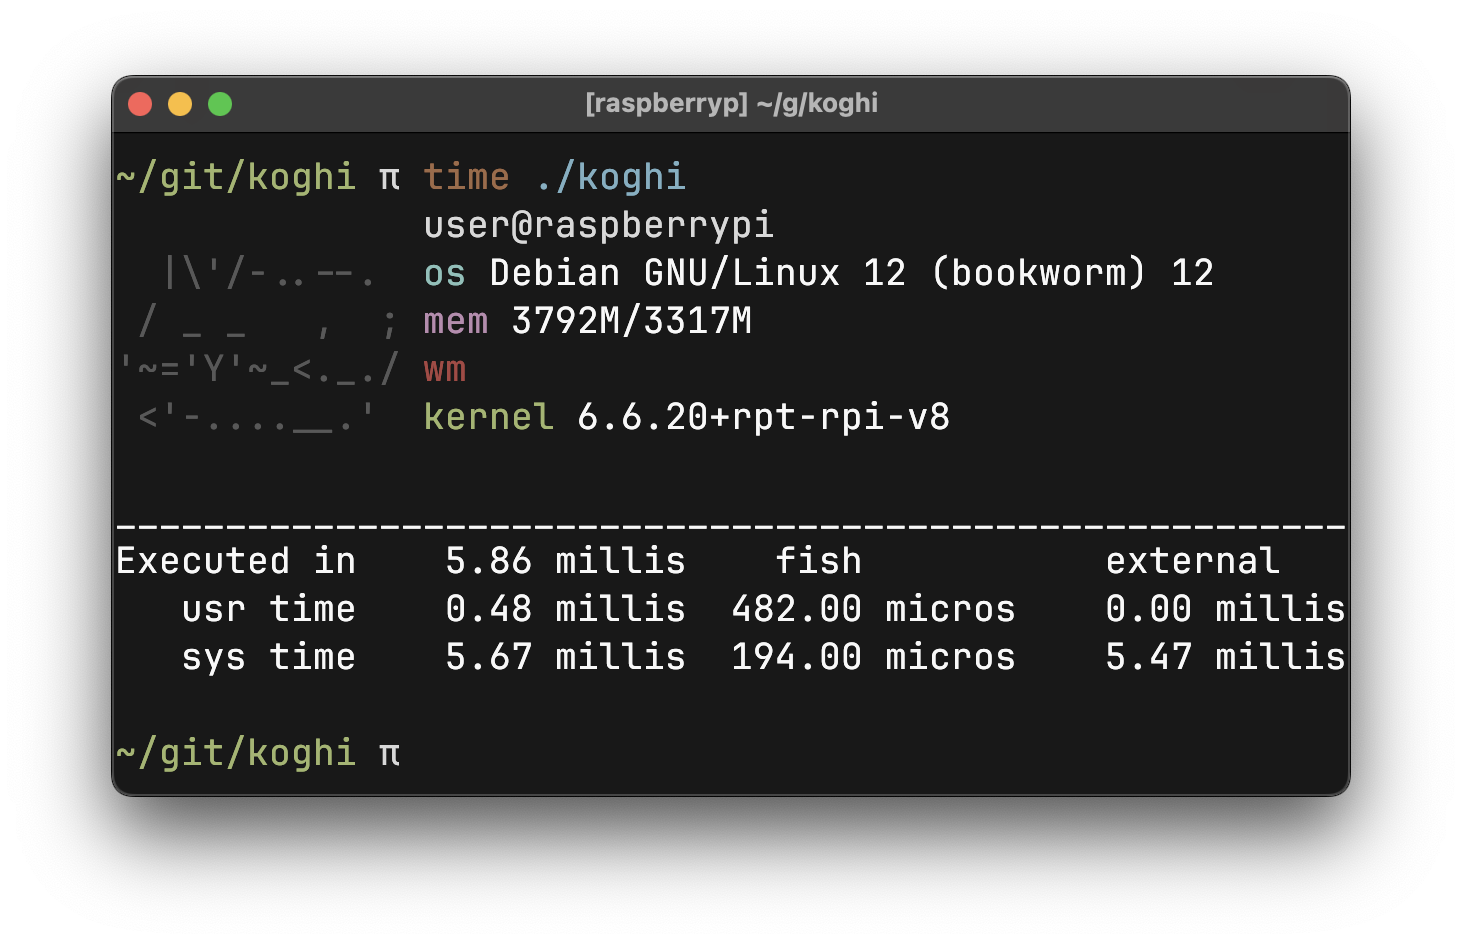 [raspberryp] ~/g/koghi
~/git/koghi π time ./koghi
              user@raspberrypi
  |\'/-..--.  os Debian GNU/Linux 12 (bookworm) 12
 / _ _   ,  ; mem 3792M/3317M
'~='Y'~_<._./ wm
 <'-....__.'  kernel 6.6.20+rpt-rpi-v8
________________________________________________________
Executed in    5.86 millis    fish           external
   usr time    0.48 millis  482.00 micros    0.00 millis
   sys time    5.67 millis  194.00 micros    5.47 millis
~/git/koghi π